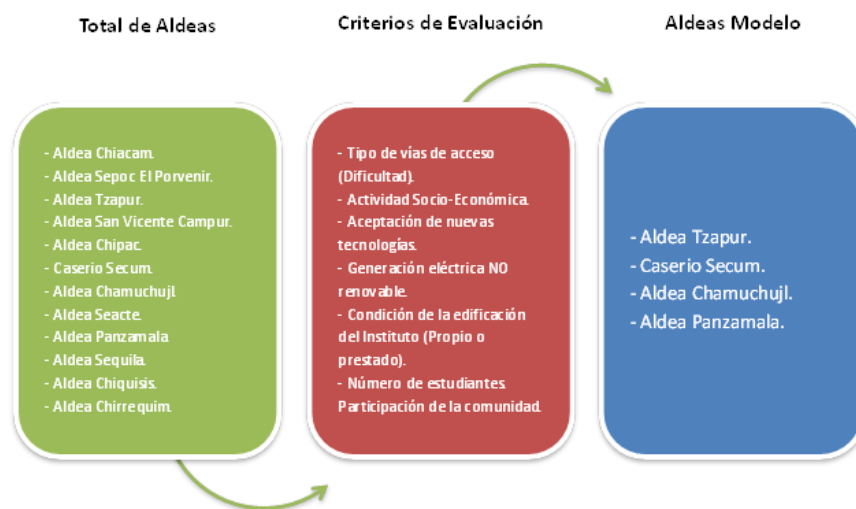 Total de Aldeas
Criterios de Evaluación
Aldeas Modelo
- Aldea Chiacam.
- Aldea Sepoc El Porvenir.
- Aldea Tzapur.
- Aldea San Vicente Campur.
- Aldea Chipac.
- Caserio Secum.
- Aldea Chamuchujl.
- Aldea Seacte.
- Aldea Panzamala.
- Aldea Sequila.
- Aldea Chiquisis.
- Aldea Chirrequim.
- Tipo de vías de acceso
(Dificultad).
- Actividad Socio-Económica.
- Aceptación de nuevas
tecnologías.
- Generación eléctrica NO
renovable.
- Condición de la edificación
del Instituto (Propio o
prestado).
- Número de estudiantes.
Participación de la comunidad.
- Aldea Tzapur.
- Caserio Secum.
- Aldea Chamuchujl.
- Aldea Panzamala.